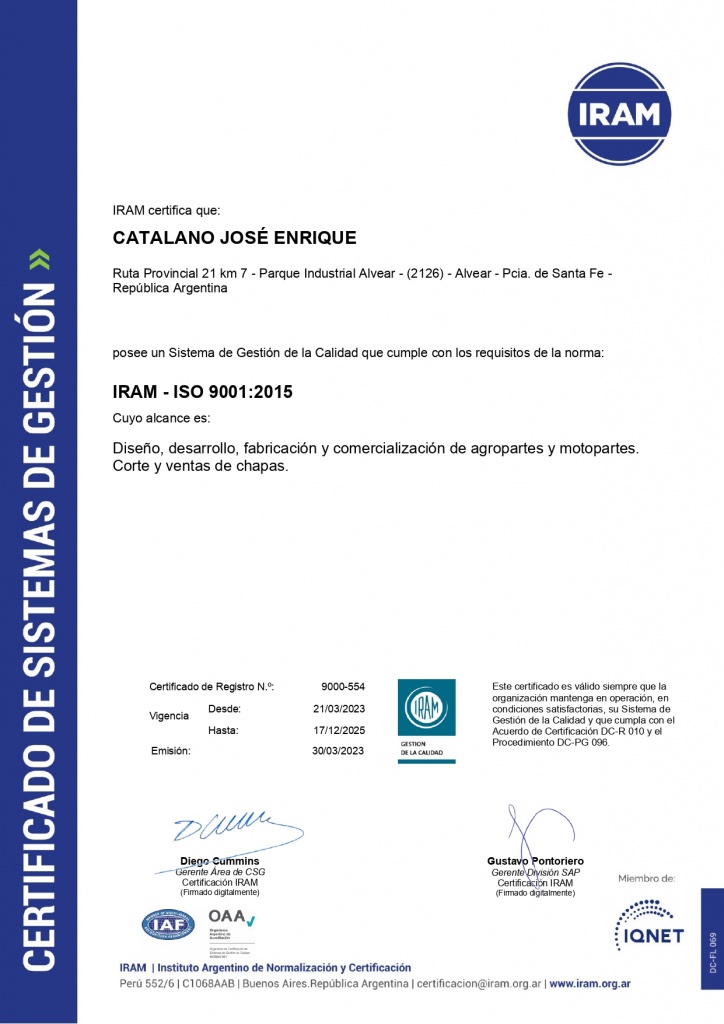 CERTIFICADO DE SISTEMAS DE GESTIÓN »
IRAM
IRAM certifica que:
CATALANO JOSÉ ENRIQUE
Ruta Provincial 21 km 7 - Parque Industrial Alvear - (2126) - Alvear - Pcia. de Santa Fe -
República Argentina
posee un Sistema de Gestión de la Calidad que cumple con los requisitos de la norma:
IRAM - ISO 9001:2015
Cuyo alcance es:
Diseño, desarrollo, fabricación y comercialización de agropartes y motopartes.
Corte y ventas de chapas.
Certificado de Registro N.º: 9000-554
Vigencia
Desde: 21/03/2023
Hasta: 17/12/2025
Emisión: 30/03/2023
IRAM
GESTION
DE LA CALIDAD
Este certificado es válido siempre que la
organización mantenga en operación, en
condiciones satisfactorias, su Sistema de
Gestión de la Calidad y que cumpla con el
Acuerdo de Certificación DC-R 010 y el
Procedimiento DC-PG 096.
Diego Cummins
Gerente Área de CSG
Certificación IRAM
(Firmado digitalmente)
Gustavo Pontoriero
Gerente División SAP
Certificación IRAM
(Firmado digitalmente)
Miembro de:
IQNET
IAF
OAA
Organismo
Argentino de
Acreditación
DC-FL 069
IRAM | Instituto Argentino de Normalización y Certificación
Perú 552/6 | C1068AAB | Buenos Aires.República Argentina | certificacion@iram.org.ar | www.iram.org.ar